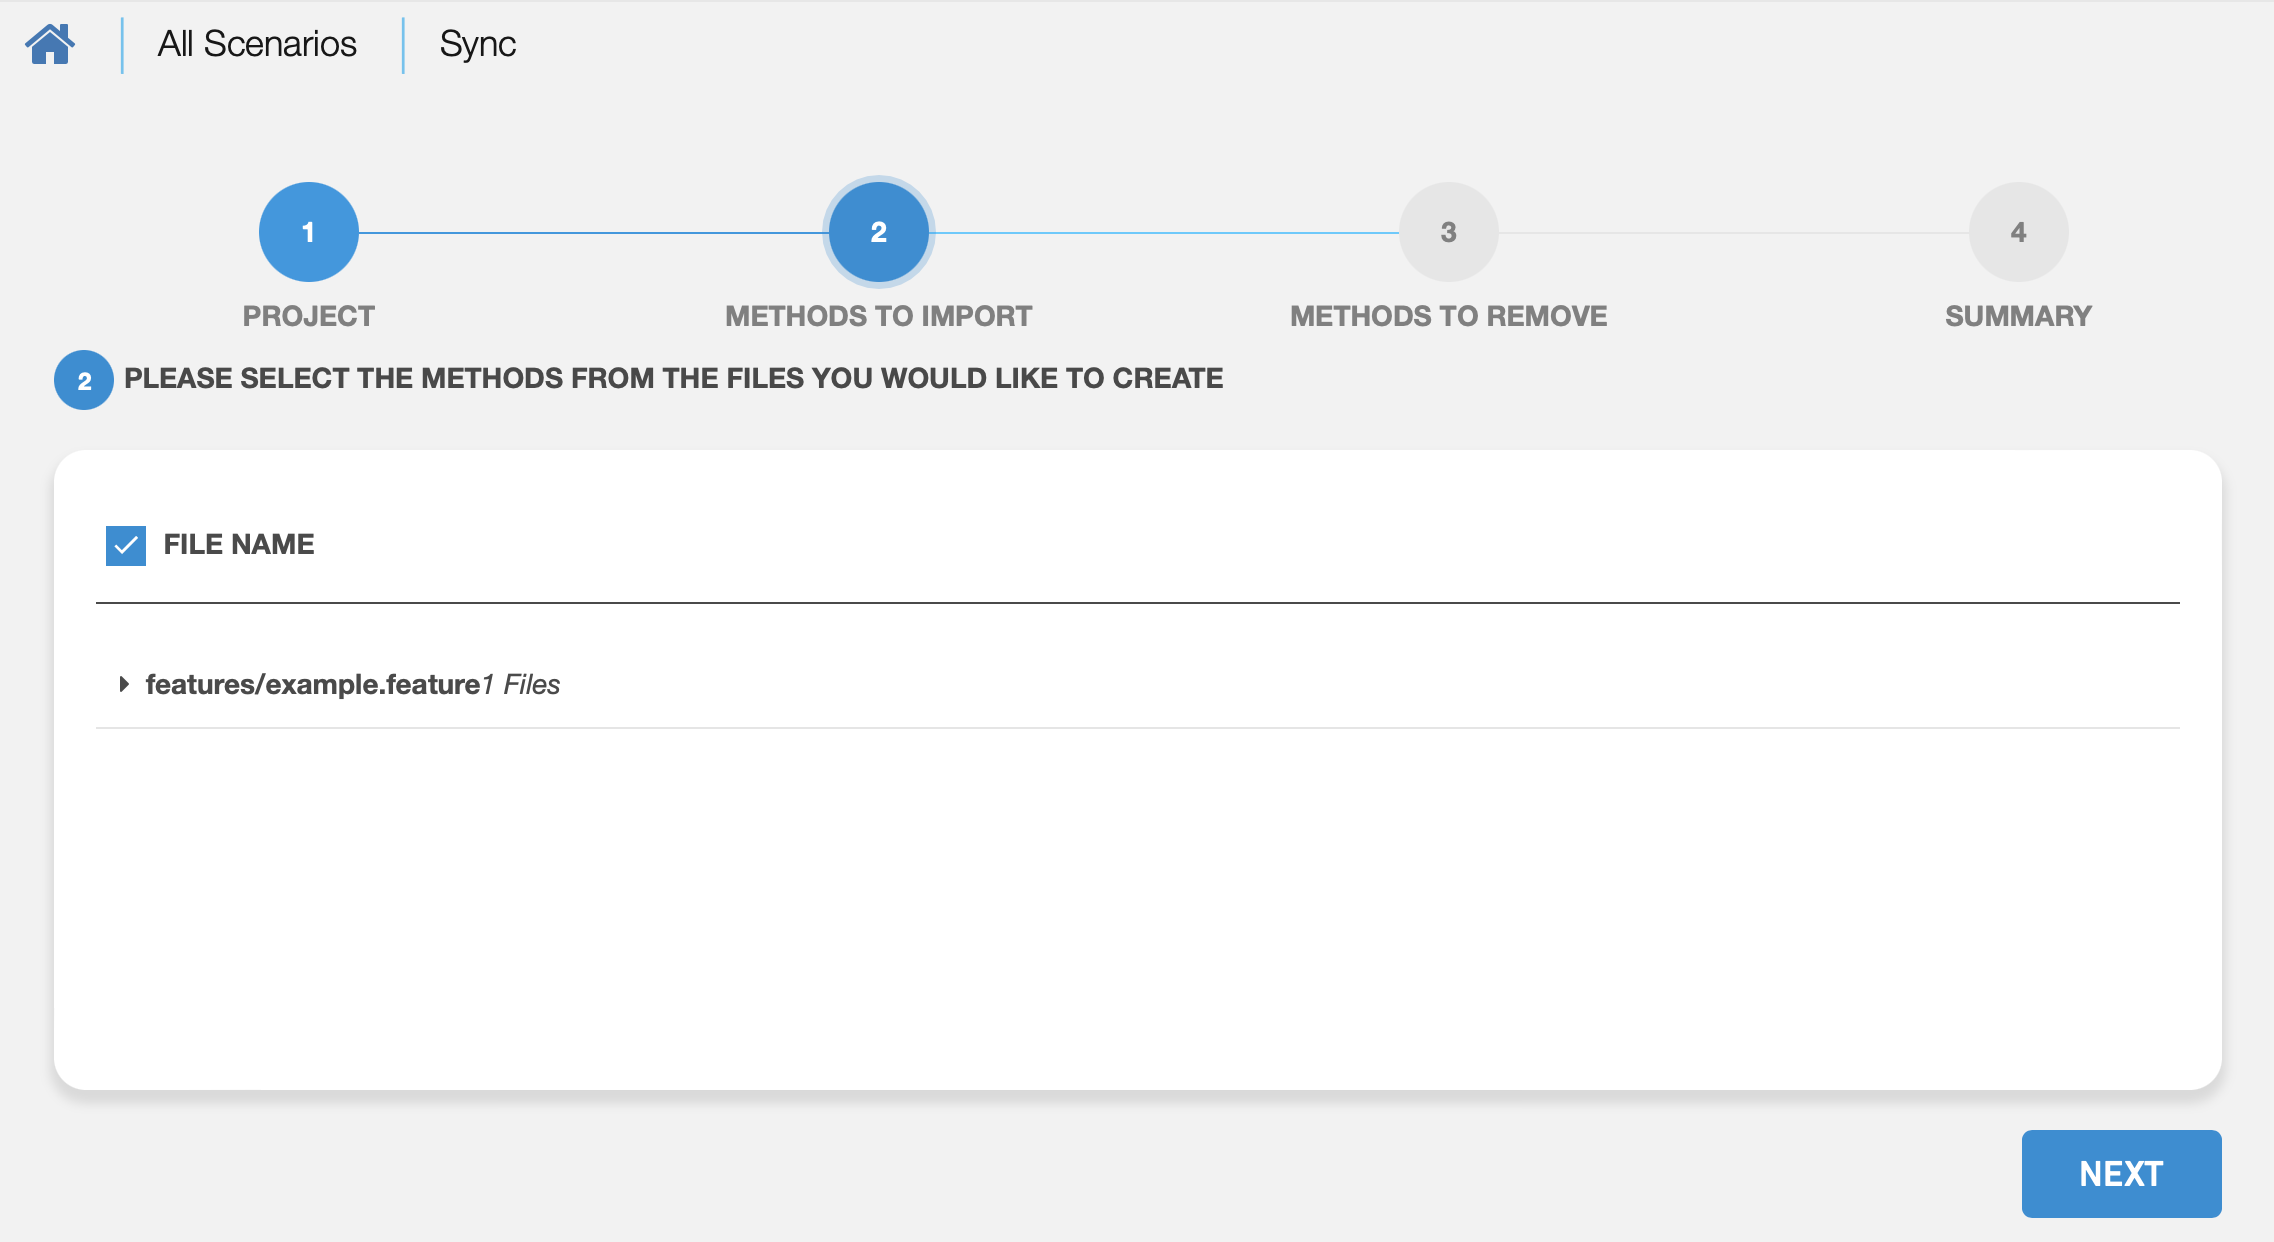 All Scenarios
Sync
1
2
3
4
PROJECT
METHODS TO IMPORT
METHODS TO REMOVE
SUMMARY
2 PLEASE SELECT THE METHODS FROM THE FILES YOU WOULD LIKE TO CREATE
FILE NAME
features/example.feature1 Files
NEXT